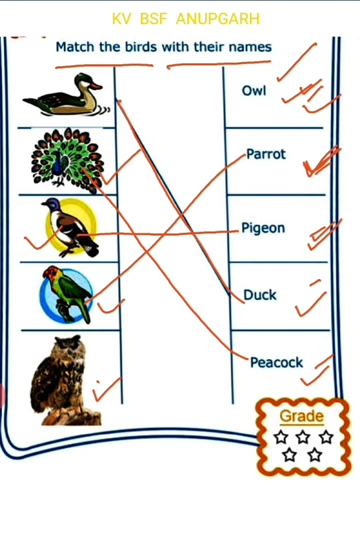 KV BSF ANUPGARH
Match the birds with their names
Owl
Parrot
Pigeon
Duck
Peacock
Grade